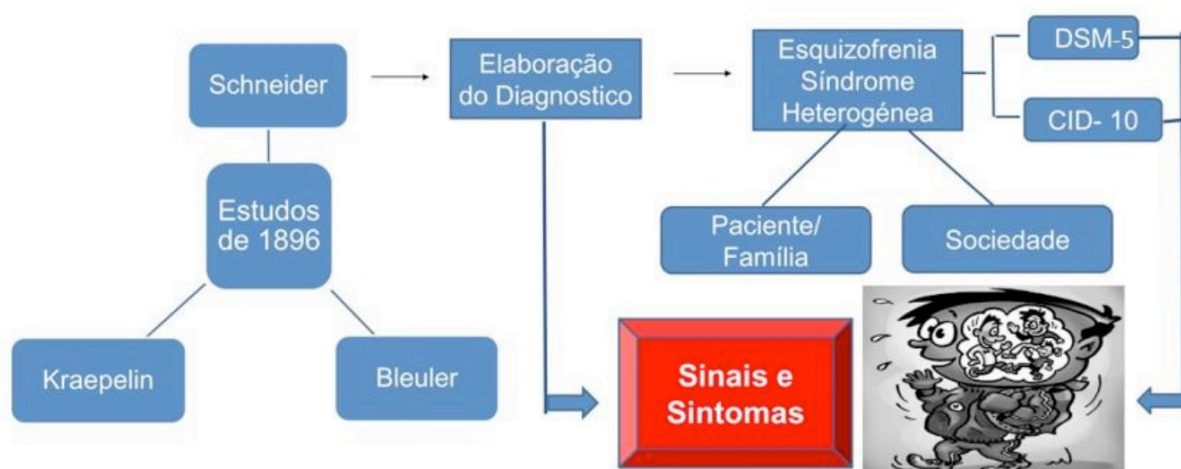 Schneider
Estudos
de 1896
Kraepelin
Bleuler
Elaboração
do Diagnostico
Esquizofrenia
Síndrome
Heterogénea
DSM-5
CID- 10
Paciente/
Família
Sociedade
Sinais e
Sintomas